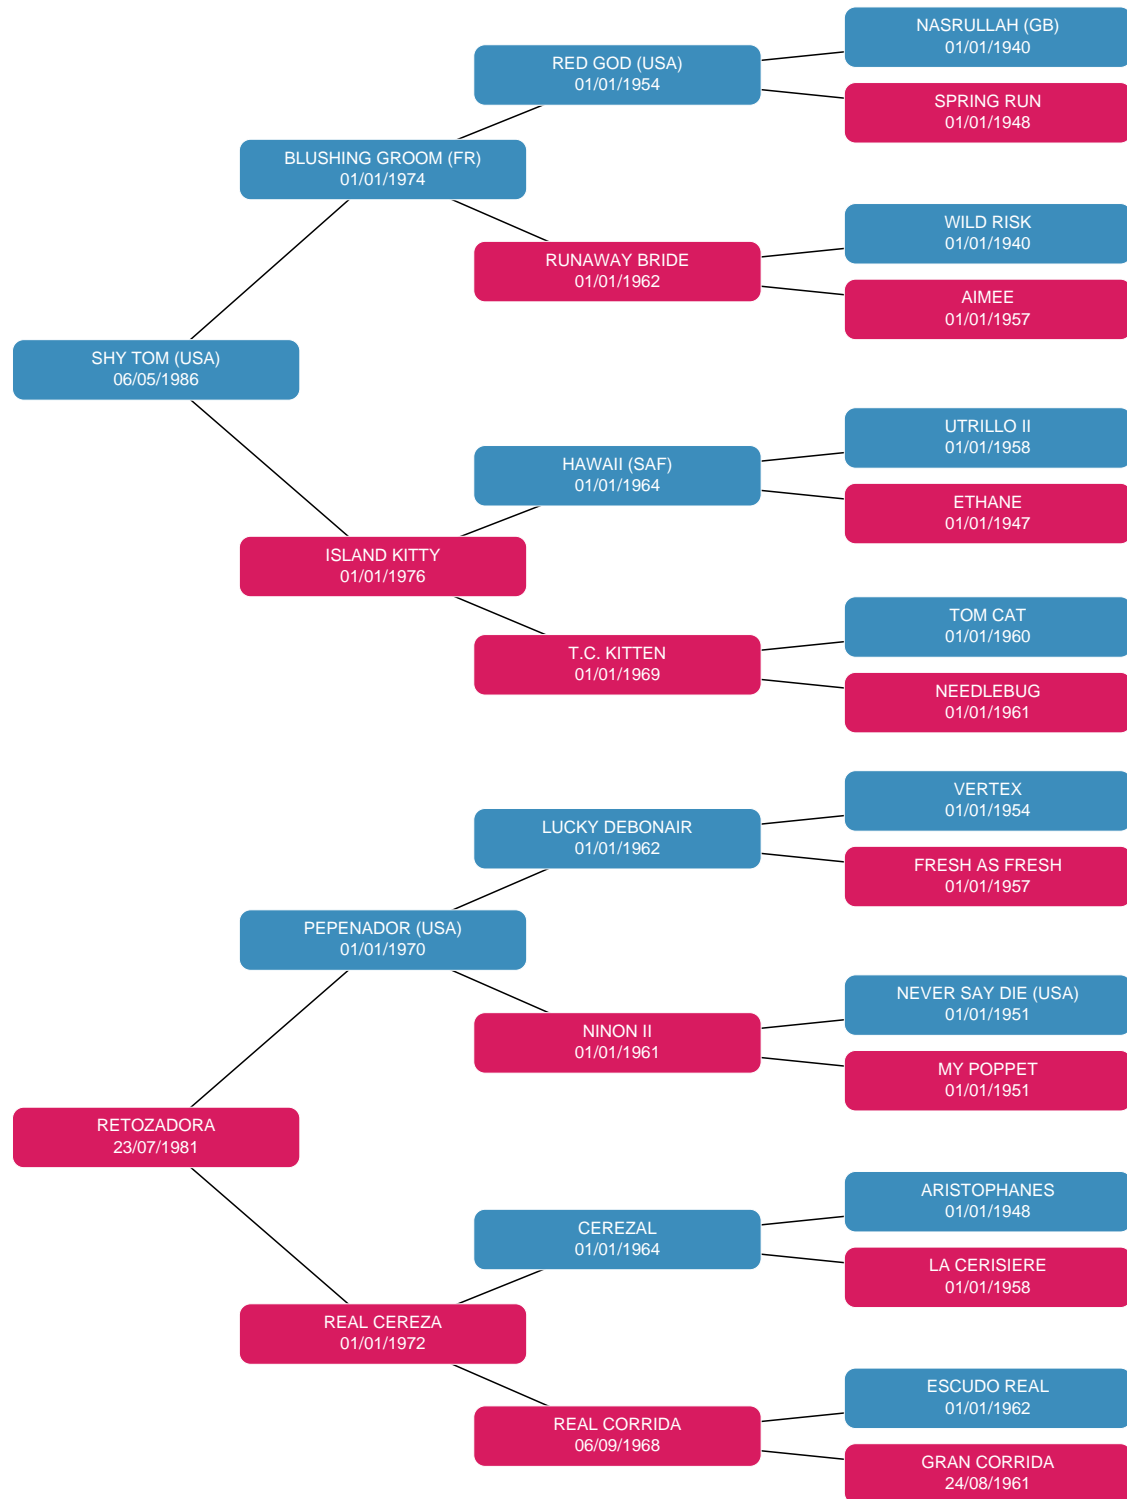 NASRULLAH (GB)
01/01/1940
RED GOD (USA)
01/01/1954
SPRING RUN
01/01/1948
BLUSHING GROOM (FR)
01/01/1974
WILD RISK
01/01/1940
RUNAWAY BRIDE
01/01/1962
AIMEE
01/01/1957
SHY TOM (USA)
06/05/1986
UTRILLO II
01/01/1958
HAWAII (SAF)
01/01/1964
ETHANE
01/01/1947
ISLAND KITTY
01/01/1976
TOM CAT
01/01/1960
T.C. KITTEN
01/01/1969
NEEDLEBUG
01/01/1961
VERTEX
01/01/1954
LUCKY DEBONAIR
01/01/1962
FRESH AS FRESH
01/01/1957
PEPENADOR (USA)
01/01/1970
NEVER SAY DIE (USA)
01/01/1951
NINON II
01/01/1961
MY POPPET
01/01/1951
RETOZADORA
23/07/1981
ARISTOPHANES
01/01/1948
CEREZAL
01/01/1964
LA CERISIERE
01/01/1958
REAL CEREZA
01/01/1972
ESCUDO REAL
01/01/1962
REAL CORRIDA
06/09/1968
GRAN CORRIDA
24/08/1961